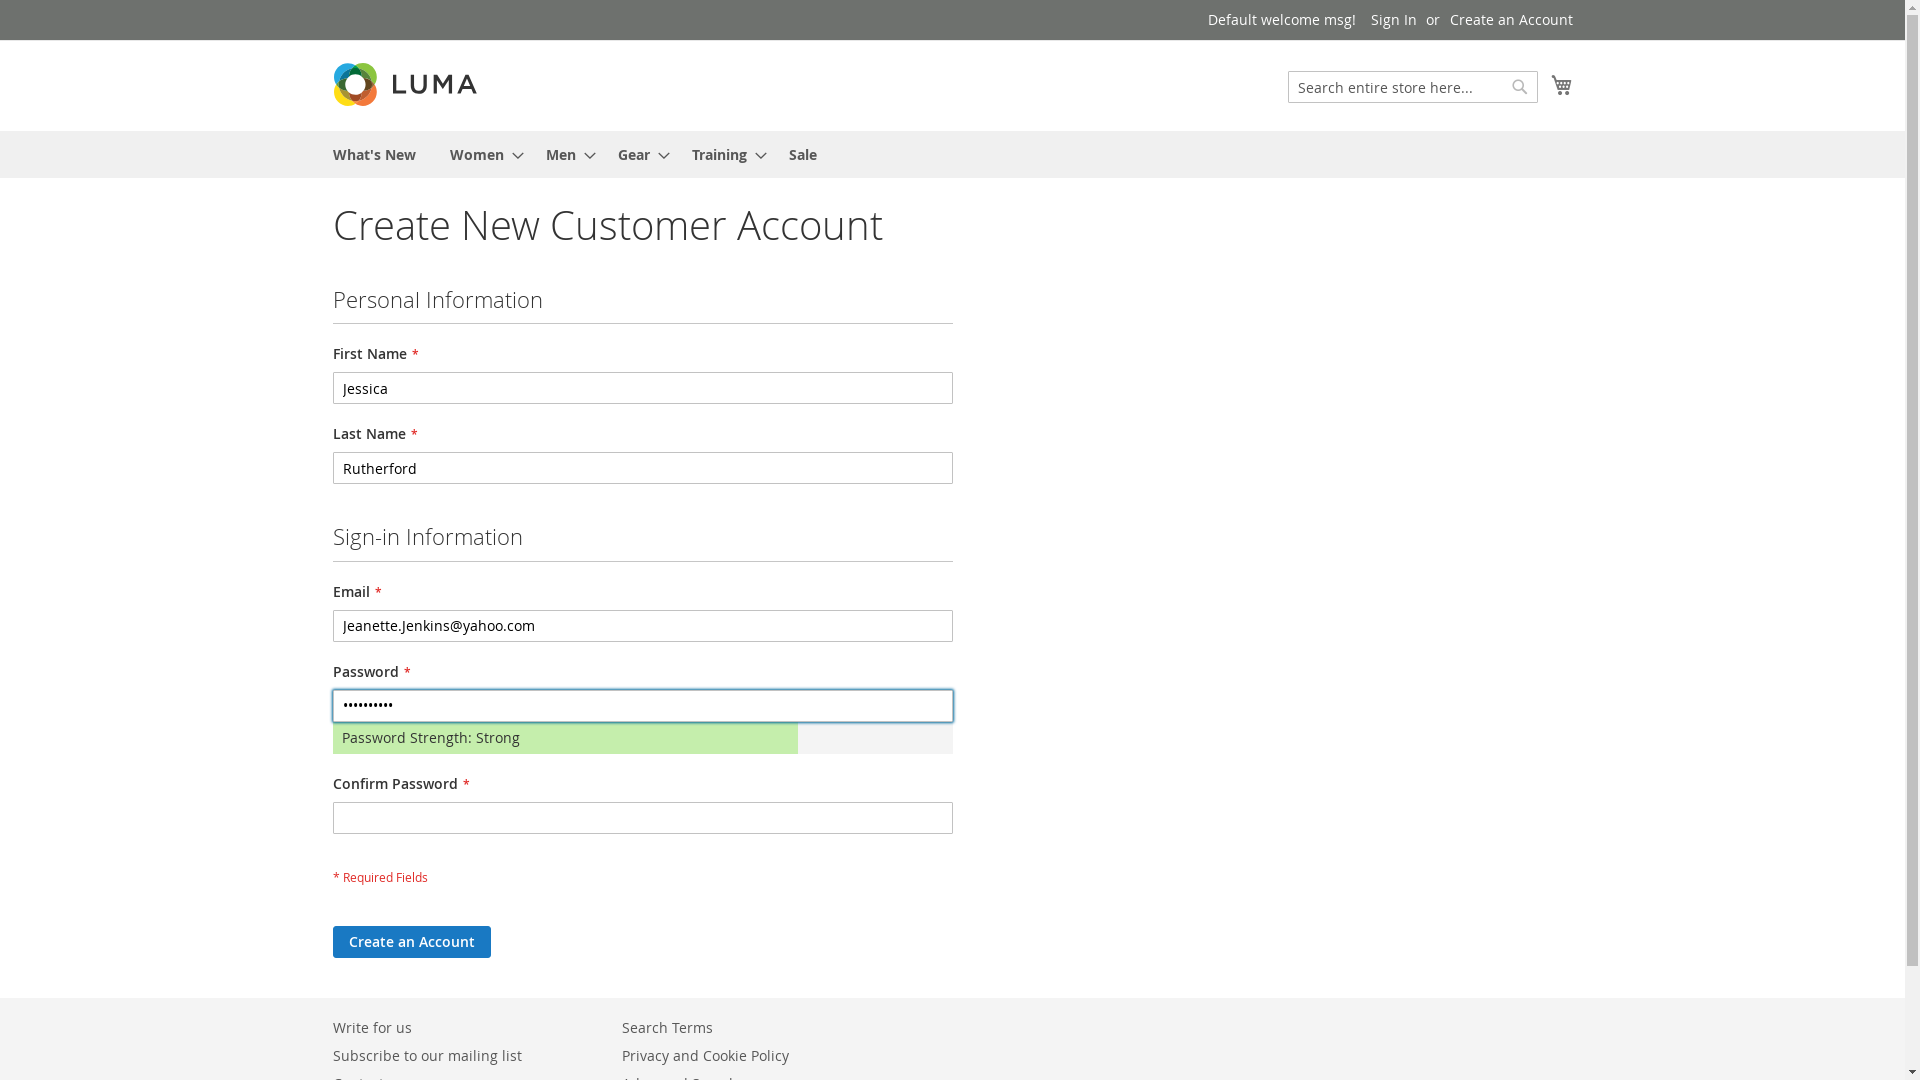 Default welcome msg! Sign In or Create an Account
LUMA
Search entire store here...
What's New Women Men Gear Training Sale
Create New Customer Account
Personal Information
First Name *
Jessica
Last Name *
Rutherford
Sign-in Information
Email *
Jeanette.Jenkins@yahoo.com
Password *
••••••••••
Password Strength: Strong
Confirm Password *
* Required Fields
Create an Account
Write for us Search Terms
Subscribe to our mailing list Privacy and Cookie Policy